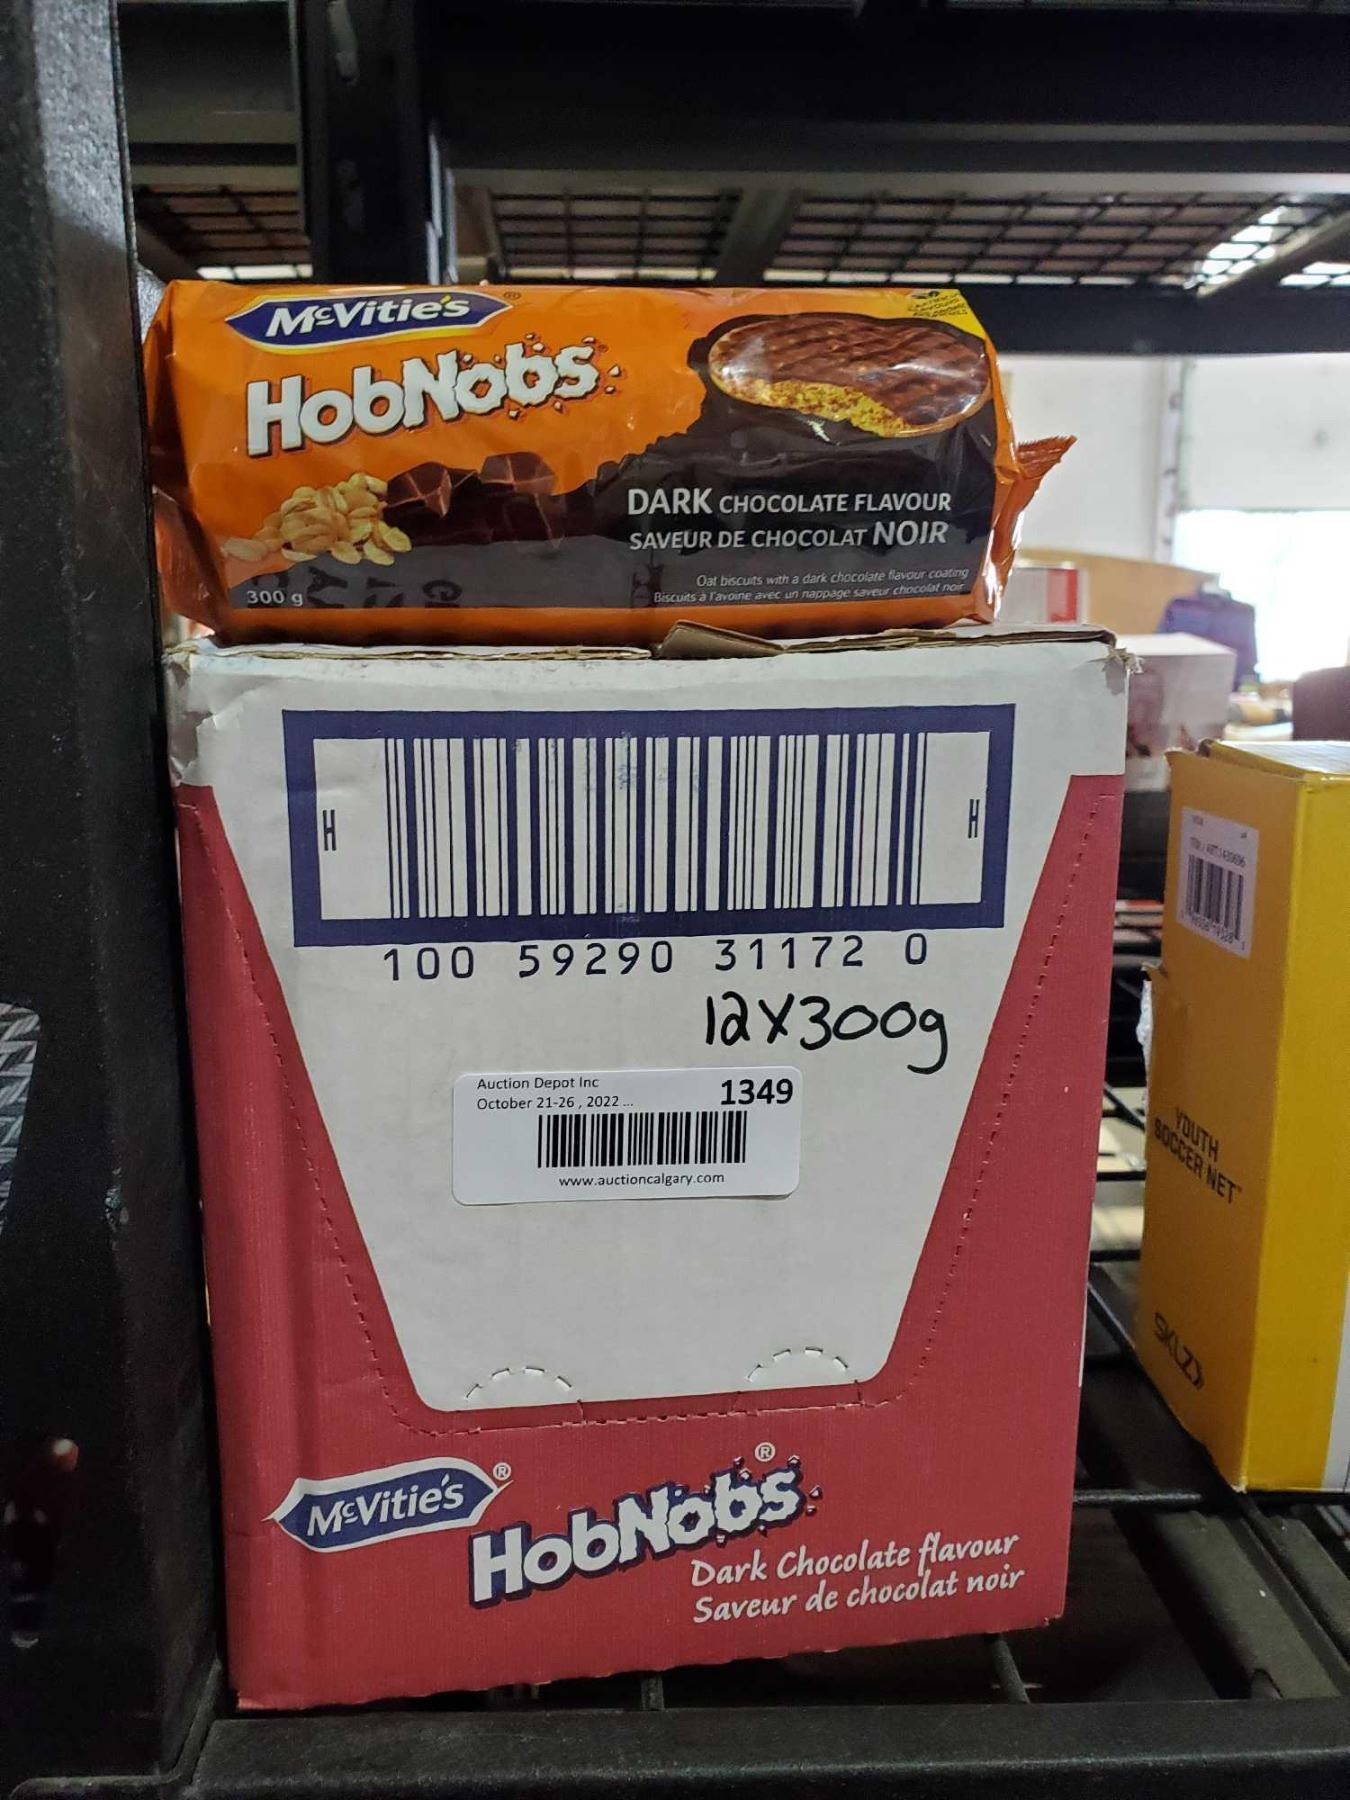 McVitie's®
HobNobs
DARK CHOCOLATE FLAVOUR
SAVEUR DE CHOCOLAT NOIR
Oat biscuits with a dark chocolate flavour coating
Biscuits à l'avoine avec un nappage saveur chocolat noir
300 g
H H
100 59290 31172 0
12X300g
Auction Depot Inc 1349
October 21-26, 2022 ...
www.auctioncalgary.com
McVitie's®
HobNobs®
Dark Chocolate flavour
Saveur de chocolat noir
YOUTH
SOCCER NET
SKLZ